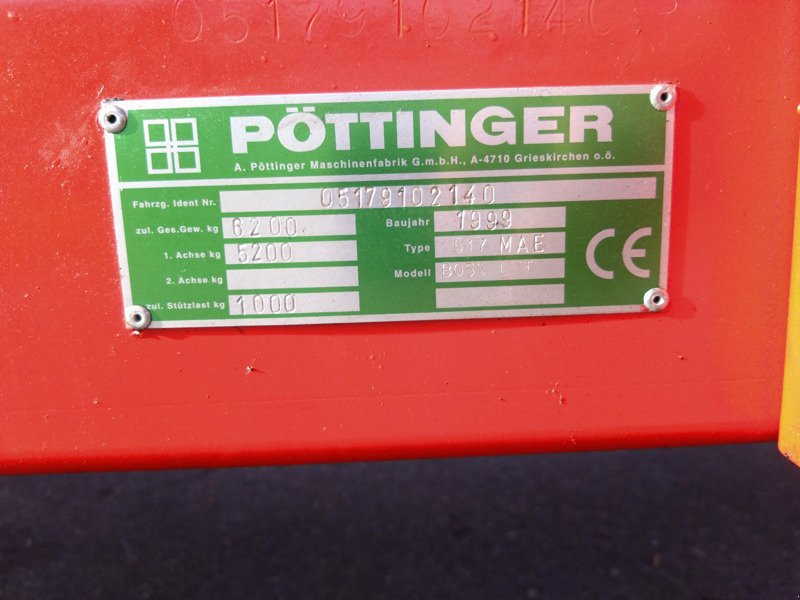 05179102140
PÖTTINGER
A. Pöttinger Maschinenfabrik G.m.b.H., A-4710 Grieskirchen o.ö.
Fahrzg. Ident Nr. 05179102140
zul. Ges.Gew. kg 6200 Baujahr 1999
1. Achse kg 5200 Type 517 MAE
2. Achse kg Modell BOSS
zul. Stützlast kg 1000
CE